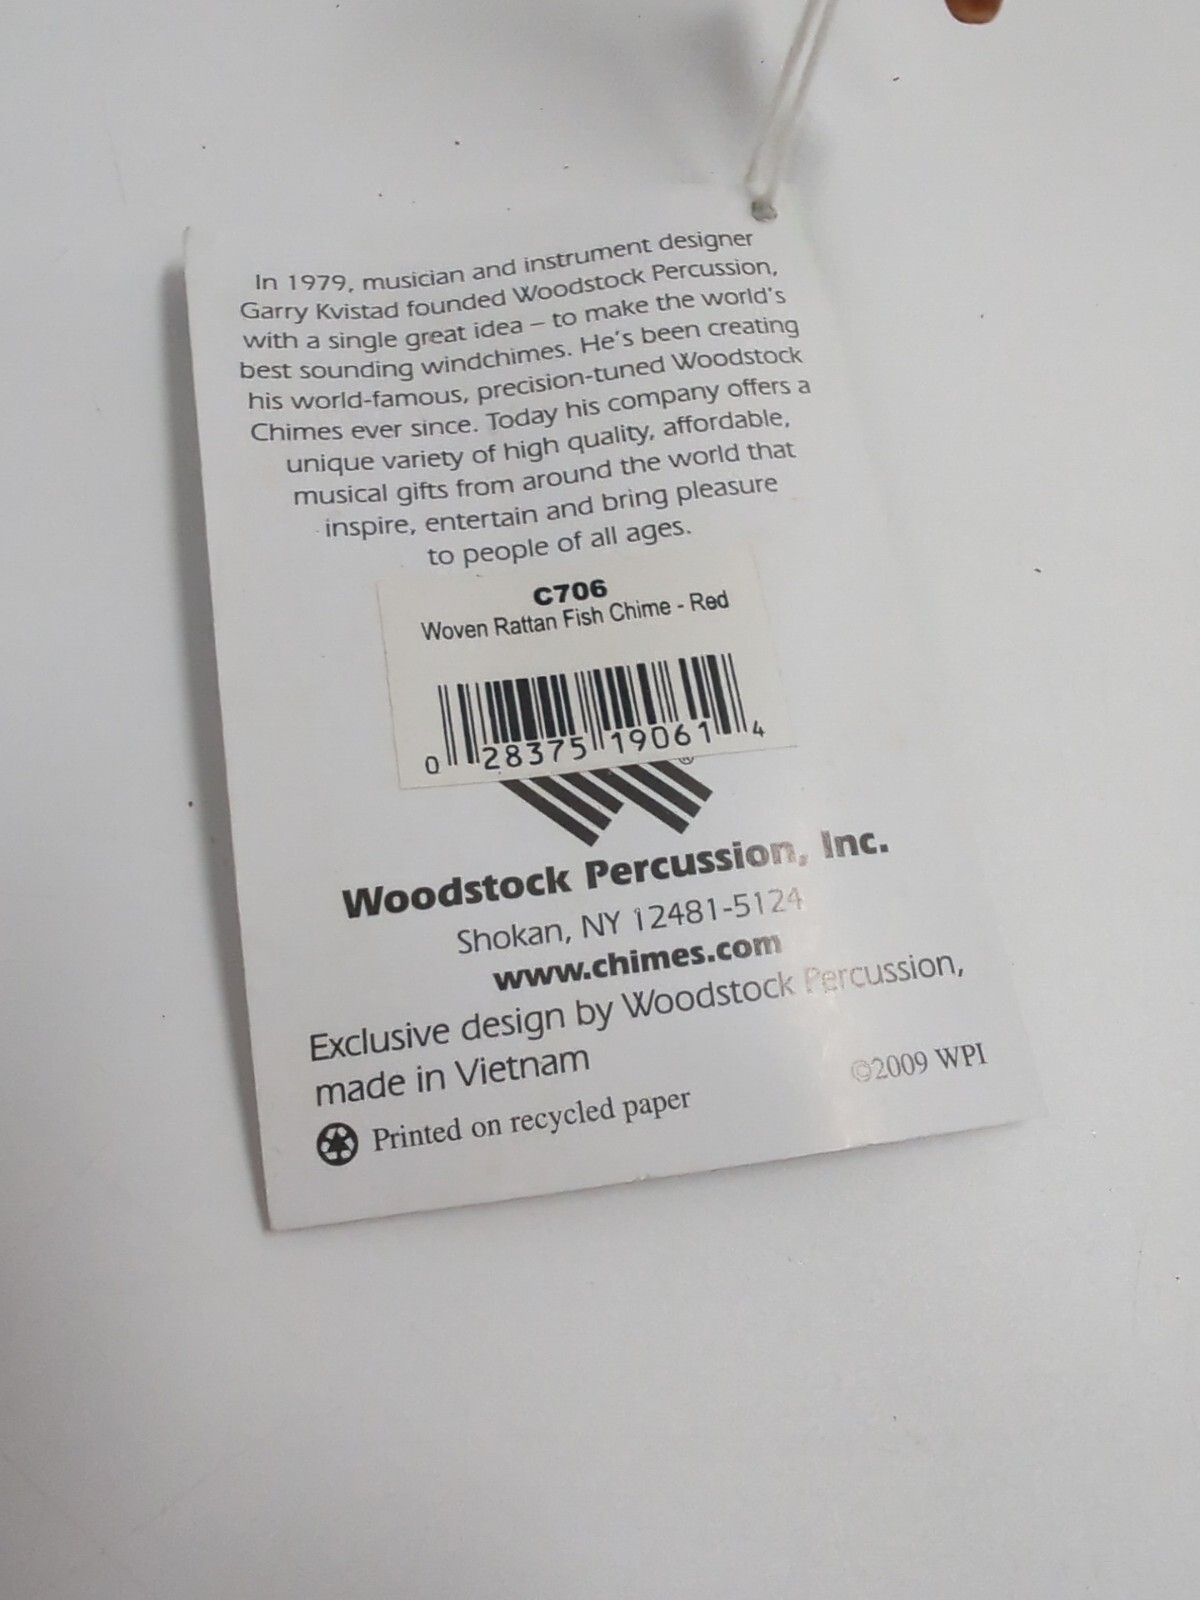 In 1979, musician and instrument designer
Garry Kvistad founded Woodstock Percussion,
with a single great idea – to make the world's
best sounding windchimes. He's been creating
his world-famous, precision-tuned Woodstock
Chimes ever since. Today his company offers a
unique variety of high quality, affordable,
musical gifts from around the world that
inspire, entertain and bring pleasure
to people of all ages.
C706
Woven Rattan Fish Chime - Red
0 28375 19061 4
®
Woodstock Percussion, Inc.
Shokan, NY 12481-5124
www.chimes.com
Exclusive design by Woodstock Percussion,
made in Vietnam
©2009 WPI
Printed on recycled paper